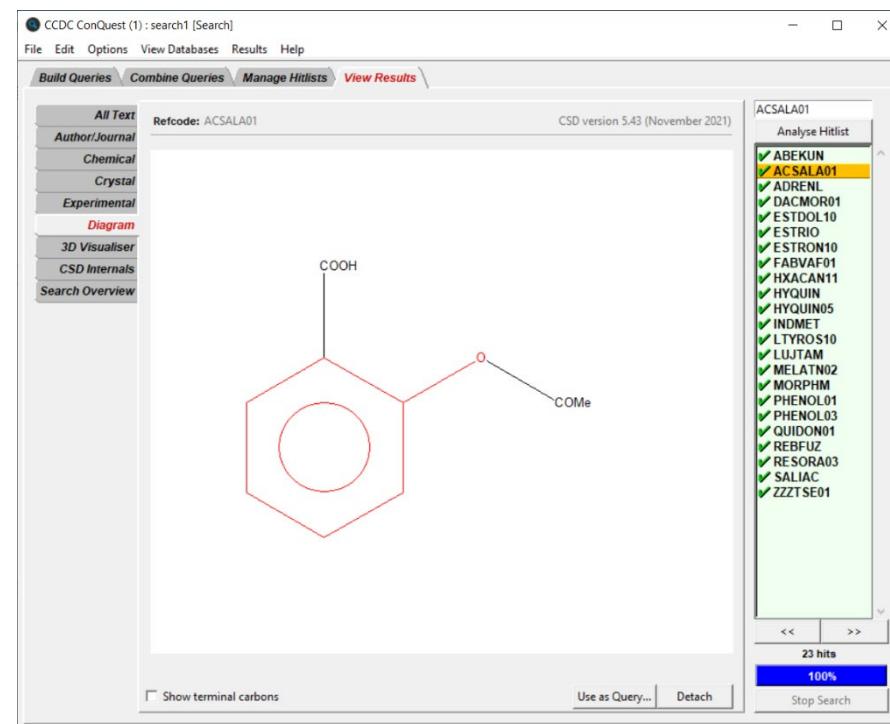 CCDC ConQuest (1) : search1 [Search]
File Edit Options View Databases Results Help
Build Queries Combine Queries Manage Hitlists View Results
All Text
Author/Journal
Chemical
Crystal
Experimental
Diagram
3D Visualiser
CSD Internals
Search Overview
Refcode: ACSALA01 CSD version 5.43 (November 2021)
COOH
O
COMe
Show terminal carbons
Use as Query... Detach
ACSALA01
Analyse Hitlist
ABEKUN
ACSALA01
ADRENL
DACMOR01
ESTDOL10
ESTRIO
ESTRON10
FABVAF01
HXACAN11
HYQUIN
HYQUIN05
INDMET
LTYROS10
LUJTAM
MELATN02
MORPHM
PHENOL01
PHENOL03
QUIDON01
REBFUZ
RESORA03
SALIAC
ZZZTSE01
<< >>
23 hits
100%
Stop Search